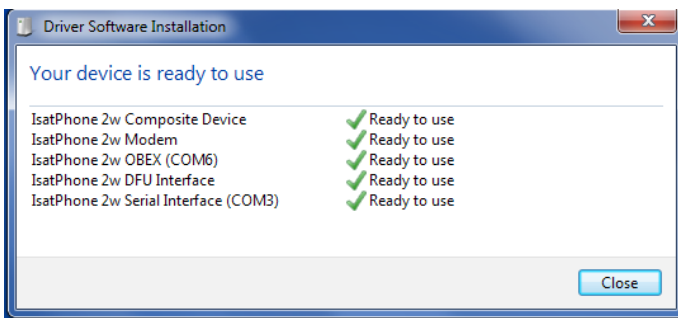 Driver Software Installation
Your device is ready to use
IsatPhone 2w Composite Device Ready to use
IsatPhone 2w Modem Ready to use
IsatPhone 2w OBEX (COM6) Ready to use
IsatPhone 2w DFU Interface Ready to use
IsatPhone 2w Serial Interface (COM3) Ready to use
Close